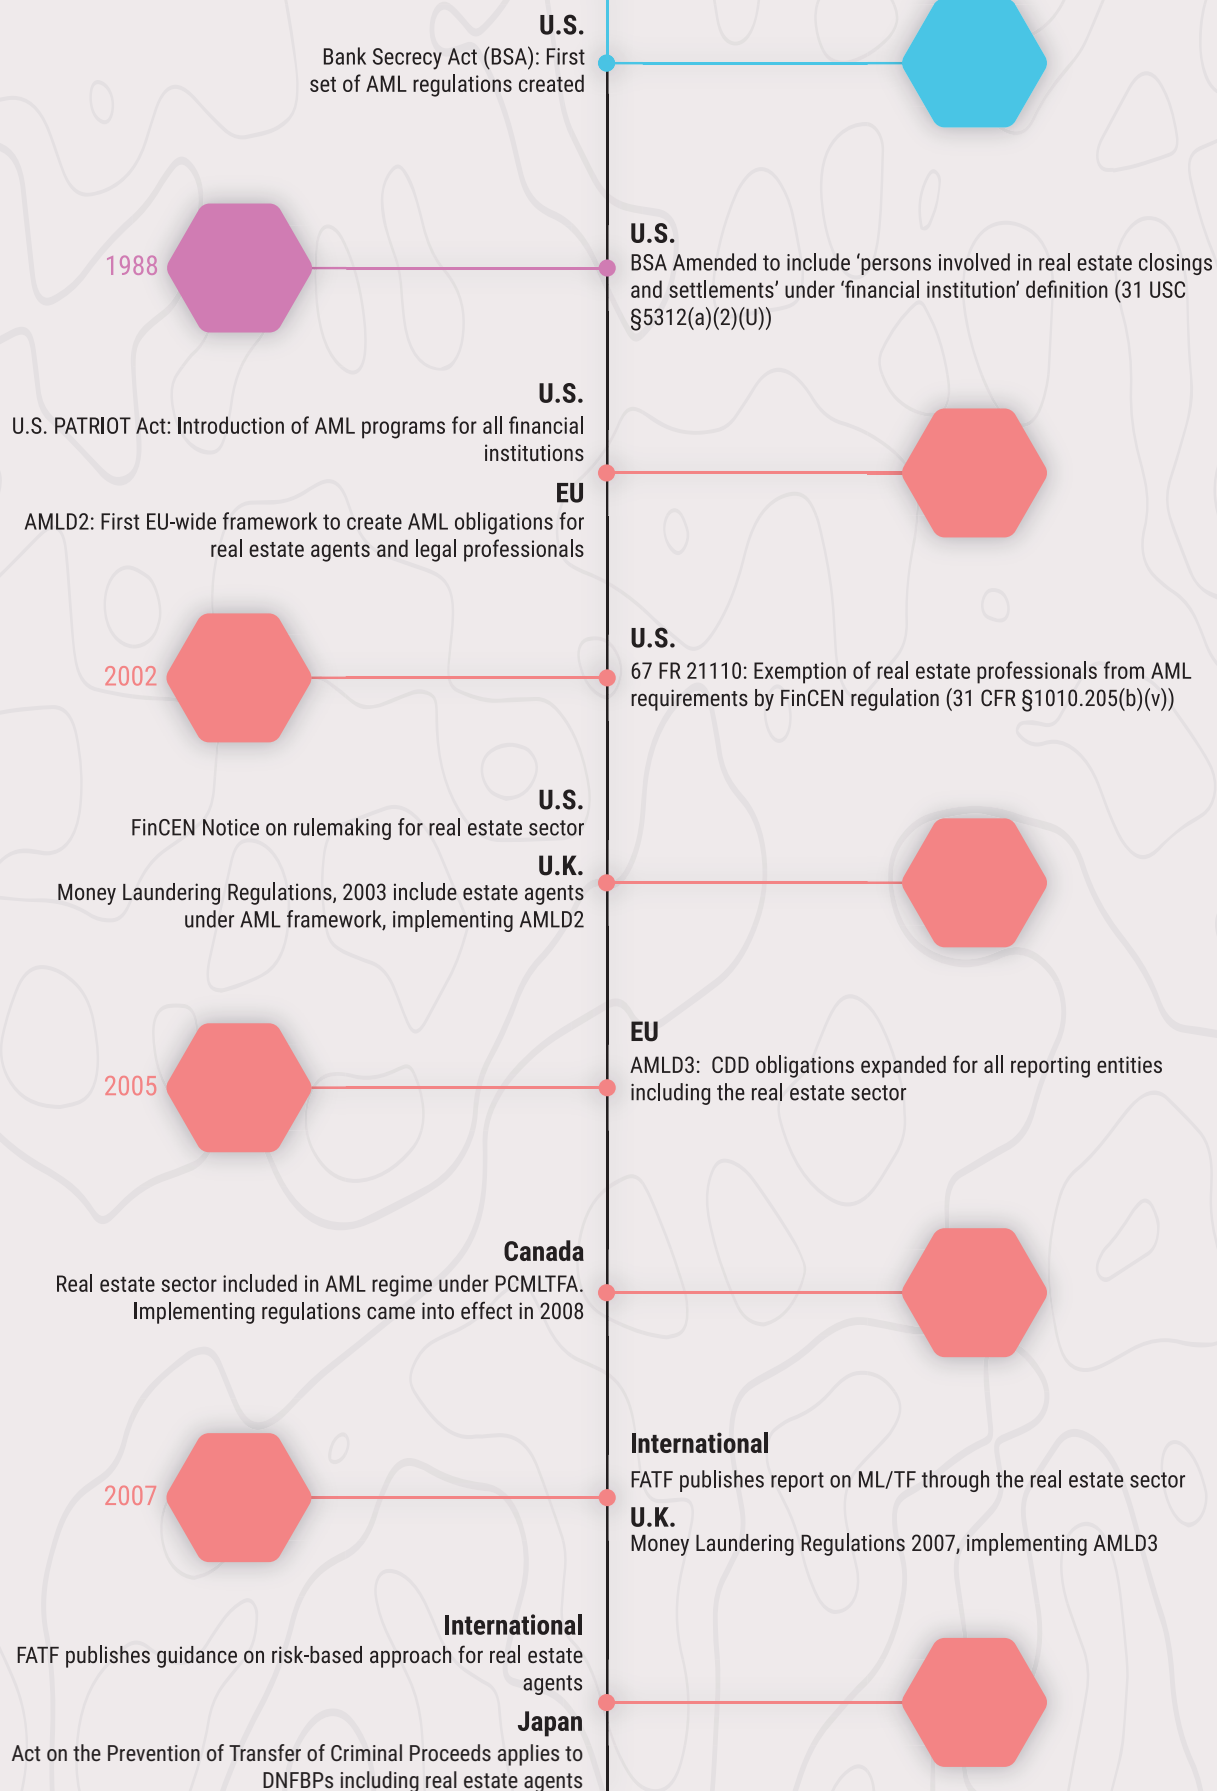 U.S.
Bank Secrecy Act (BSA): First
set of AML regulations created
1988
U.S.
BSA Amended to include ‘persons involved in real estate closings
and settlements’ under ‘financial institution’ definition (31 USC
§5312(a)(2)(U))
U.S.
U.S. PATRIOT Act: Introduction of AML programs for all financial
institutions
EU
AMLD2: First EU-wide framework to create AML obligations for
real estate agents and legal professionals
2002
U.S.
67 FR 21110: Exemption of real estate professionals from AML
requirements by FinCEN regulation (31 CFR §1010.205(b)(v))
U.S.
FinCEN Notice on rulemaking for real estate sector
U.K.
Money Laundering Regulations, 2003 include estate agents
under AML framework, implementing AMLD2
2005
EU
AMLD3: CDD obligations expanded for all reporting entities
including the real estate sector
Canada
Real estate sector included in AML regime under PCMLTFA.
Implementing regulations came into effect in 2008
2007
International
FATF publishes report on ML/TF through the real estate sector
U.K.
Money Laundering Regulations 2007, implementing AMLD3
International
FATF publishes guidance on risk-based approach for real estate
agents
Japan
Act on the Prevention of Transfer of Criminal Proceeds applies to
DNFBPs including real estate agents